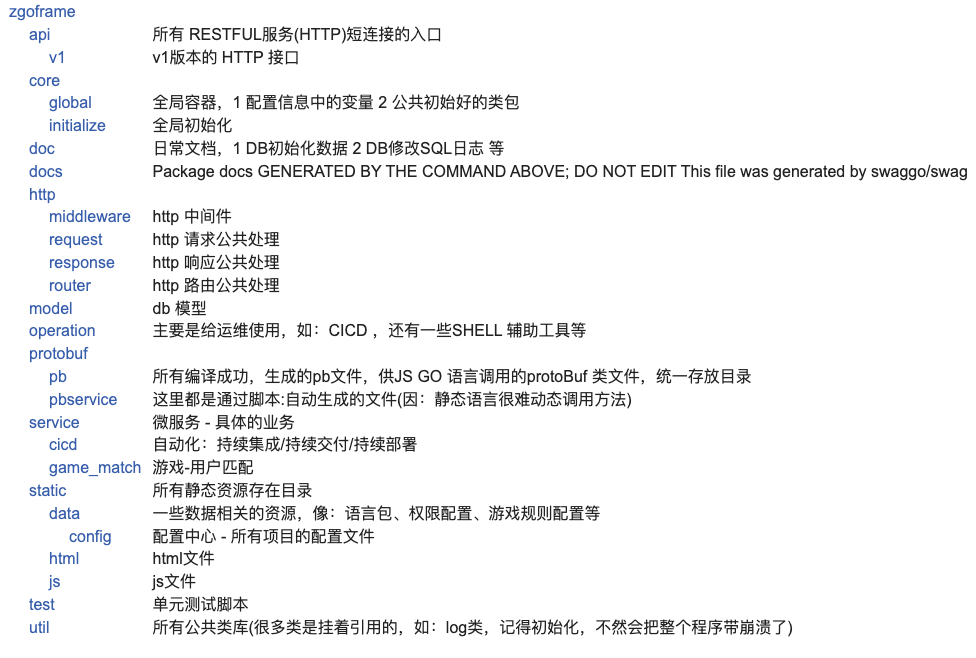 zgoframe
api 所有 RESTFUL服务(HTTP)短连接的入口
v1 v1版本的 HTTP 接口
core
global 全局容器，1 配置信息中的变量 2 公共初始好的类包
initialize 全局初始化
doc 日常文档，1 DB初始化数据 2 DB修改SQL日志 等
docs Package docs GENERATED BY THE COMMAND ABOVE; DO NOT EDIT This file was generated by swaggo/swag
http
middleware http 中间件
request http 请求公共处理
response http 响应公共处理
router http 路由公共处理
model db 模型
operation 主要是给运维使用，如：CICD ，还有一些SHELL 辅助工具等
protobuf
pb 所有编译成功，生成的pb文件，供JS GO 语言调用的protoBuf 类文件，统一存放目录
pbservice 这里都是通过脚本:自动生成的文件(因：静态语言很难动态调用方法)
service 微服务 - 具体的业务
cicd 自动化：持续集成/持续交付/持续部署
game_match 游戏-用户匹配
static 所有静态资源存在目录
data 一些数据相关的资源，像：语言包、权限配置、游戏规则配置等
config 配置中心 - 所有项目的配置文件
html html文件
js js文件
test 单元测试脚本
util 所有公共类库(很多类是挂着引用的，如：log类，记得初始化，不然会把整个程序带崩溃了)